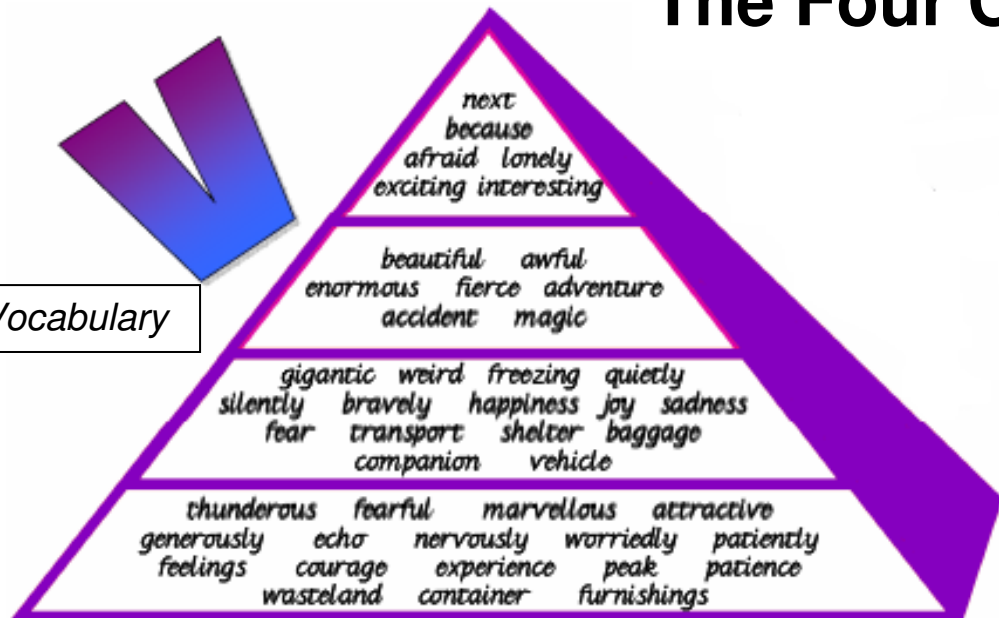 The Four
V
next
because
afraid lonely
exciting interesting
beautiful awful
enormous fierce adventure
accident magic
Vocabulary
gigantic weird freezing quietly
silently bravely happiness joy sadness
fear transport shelter baggage
companion vehicle
thunderous fearful marvellous attractive
generously echo nervously worriedly patiently
feelings courage experience peak patience
wasteland container furnishings